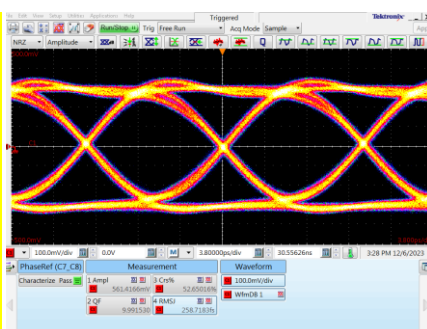 File View Setup Utilities Applications Help Triggered Tektronix
Run/Stop Trig Free Run Acq Mode Sample App
NRZ Amplitude
C8
100.0mV/div 0.0V M 3.80000ps/div 30.55626ns 3:28 PM 12/6/2023
PhaseRef (C7_C8) Measurement Waveform
Characterize Pass 1 Ampl 3 Crs% 100.0mV/div
561.4166mV 52.65016%
2 QF 4 RMSJ WfmDB 1
9.991530 258.7183fs